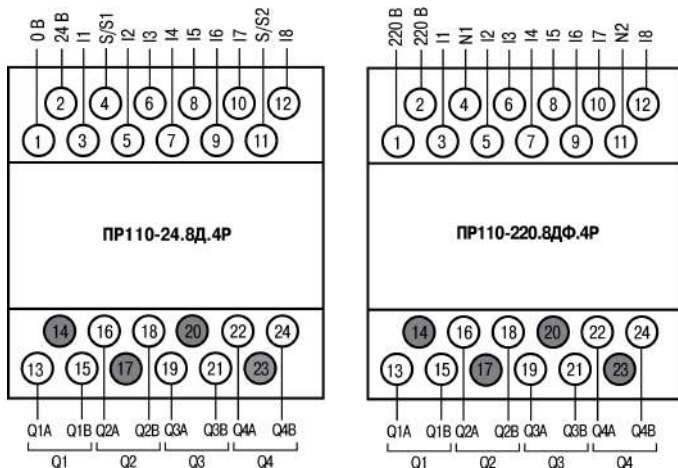 0 В 24 В I1 S/S1 I2 I3 I4 I5 I6 I7 S/S2 I8
2 4 6 8 10 12
1 3 5 7 9 11
ПР110-24.8Д.4Р
14 16 18 20 22 24
13 15 17 19 21 23
Q1A Q1B Q2A Q2B Q3A Q3B Q4A Q4B
Q1 Q2 Q3 Q4
220 В 220 В I1 N1 I2 I3 I4 I5 I6 I7 N2 I8
2 4 6 8 10 12
1 3 5 7 9 11
ПР110-220.8ДФ.4Р
14 16 18 20 22 24
13 15 17 19 21 23
Q1A Q1B Q2A Q2B Q3A Q3B Q4A Q4B
Q1 Q2 Q3 Q4